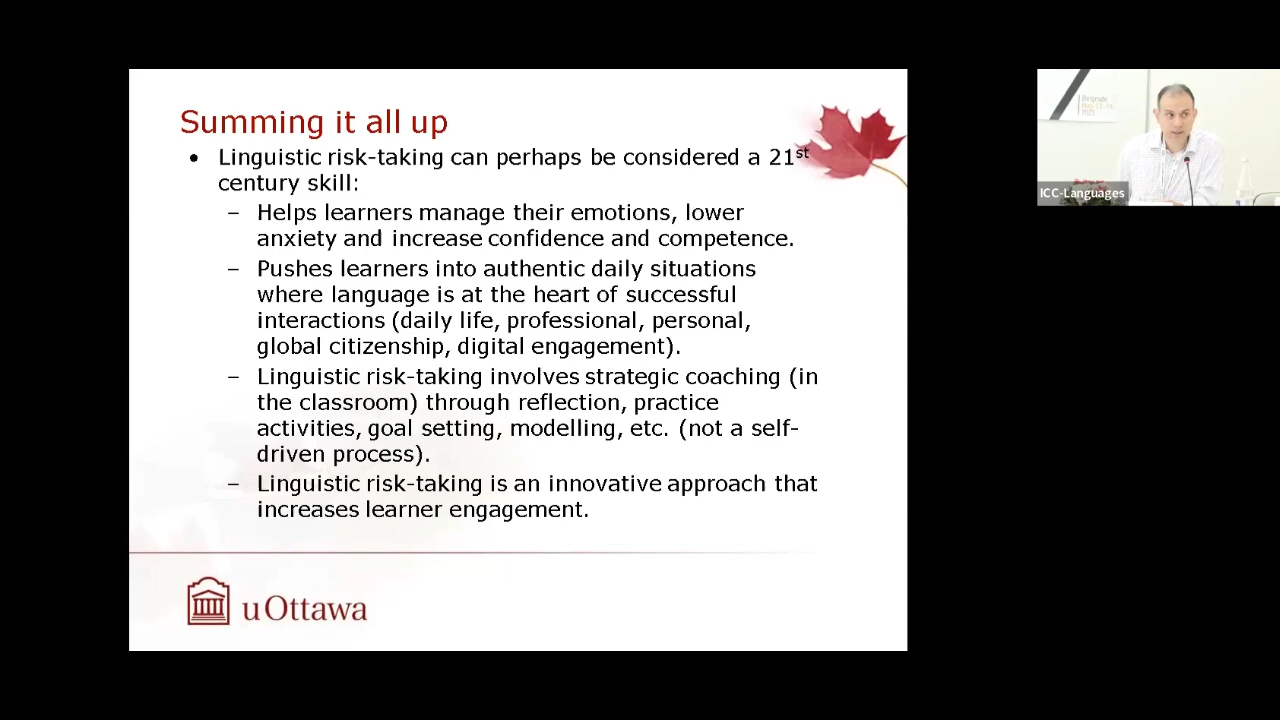 Summing it all up
• Linguistic risk-taking can perhaps be considered a 21st
century skill:
– Helps learners manage their emotions, lower
anxiety and increase confidence and competence.
– Pushes learners into authentic daily situations
where language is at the heart of successful
interactions (daily life, professional, personal,
global citizenship, digital engagement).
– Linguistic risk-taking involves strategic coaching (in
the classroom) through reflection, practice
activities, goal setting, modelling, etc. (not a self-
driven process).
– Linguistic risk-taking is an innovative approach that
increases learner engagement.
uOttawa
Belgrade
ICC-Languages